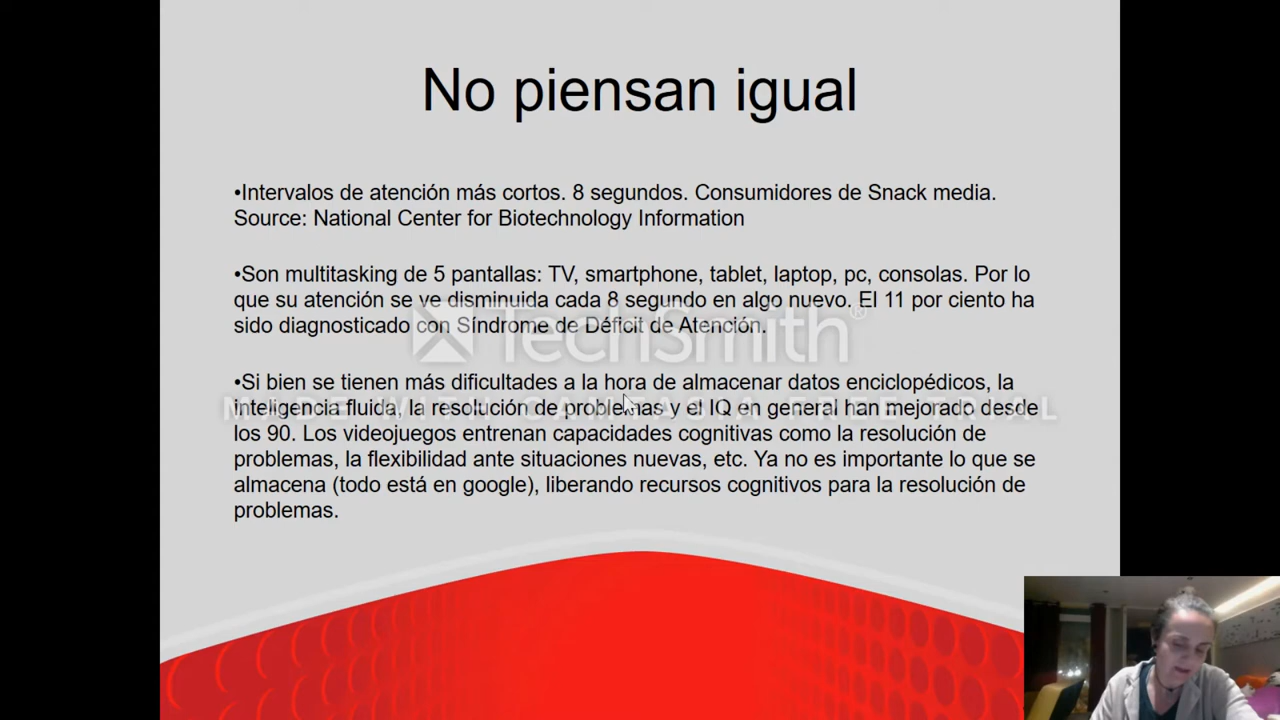 No piensan igual
•Intervalos de atención más cortos. 8 segundos. Consumidores de Snack media.
Source: National Center for Biotechnology Information
•Son multitasking de 5 pantallas: TV, smartphone, tablet, laptop, pc, consolas. Por lo
que su atención se ve disminuida cada 8 segundo en algo nuevo. El 11 por ciento ha
sido diagnosticado con Síndrome de Déficit de Atención.
TechSmith®
•Si bien se tienen más dificultades a la hora de almacenar datos enciclopédicos, la
inteligencia fluida, la resolución de problemas y el IQ en general han mejorado desde
MADE WITH CAMTASIA FREE TRIAL
los 90. Los videojuegos entrenan capacidades cognitivas como la resolución de
problemas, la flexibilidad ante situaciones nuevas, etc. Ya no es importante lo que se
almacena (todo está en google), liberando recursos cognitivos para la resolución de
problemas.